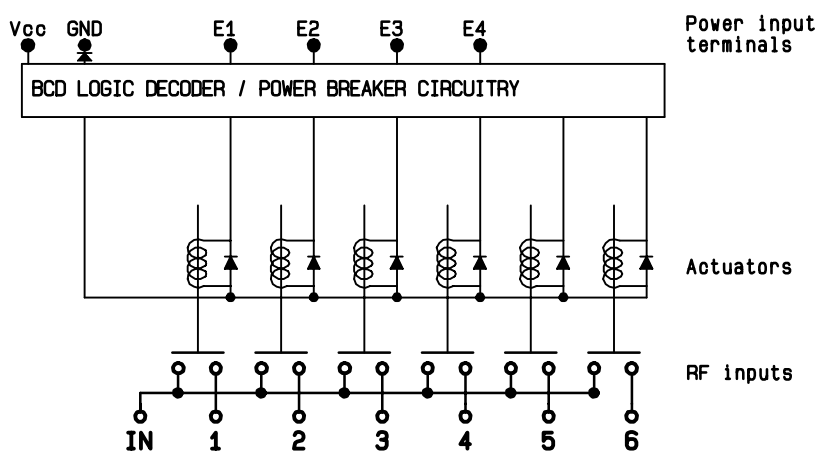 Vcc GND E1 E2 E3 E4 Power input
terminals
BCD LOGIC DECODER / POWER BREAKER CIRCUITRY
Actuators
RF inputs
IN 1 2 3 4 5 6